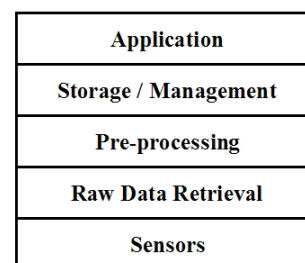 Application
Storage / Management
Pre-processing
Raw Data Retrieval
Sensors